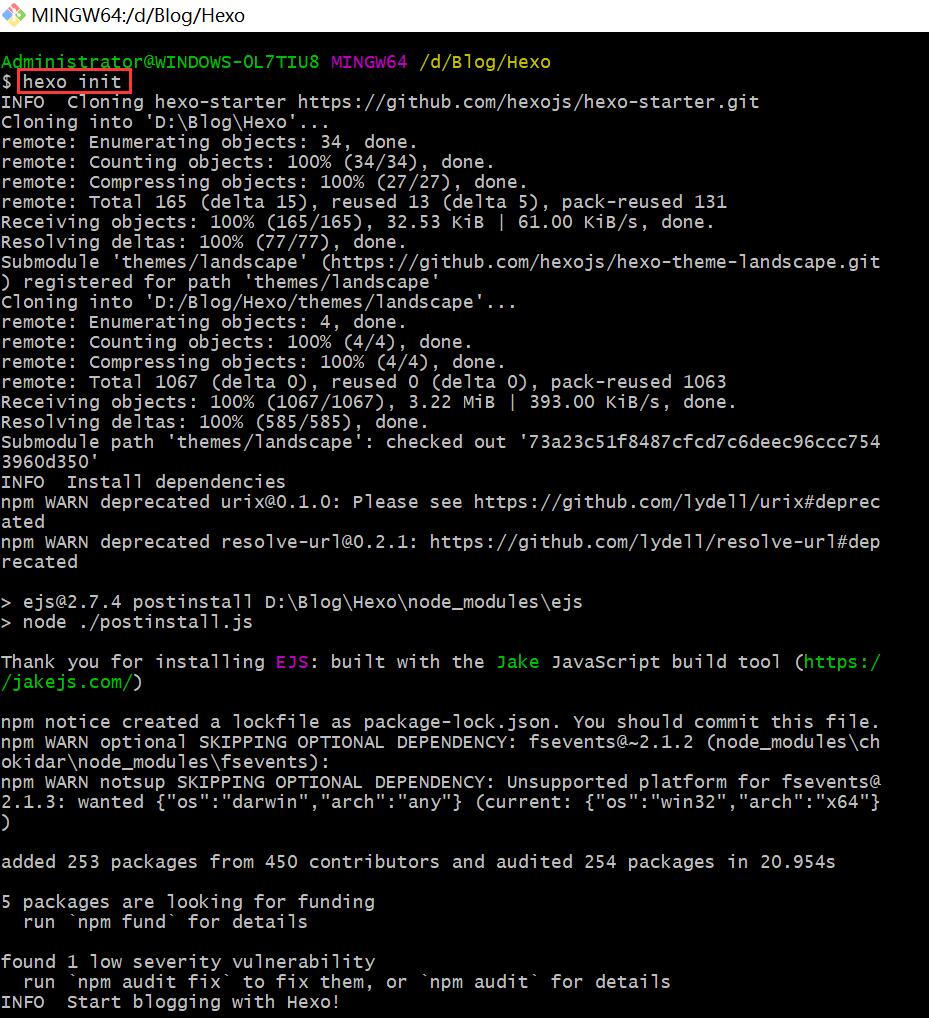 MINGW64:/d/Blog/Hexo
Administrator@WINDOWS-OL7TIU8 MINGW64 /d/Blog/Hexo
$ hexo init
INFO  Cloning hexo-starter https://github.com/hexojs/hexo-starter.git
Cloning into 'D:\Blog\Hexo'...
remote: Enumerating objects: 34, done.
remote: Counting objects: 100% (34/34), done.
remote: Compressing objects: 100% (27/27), done.
remote: Total 165 (delta 15), reused 13 (delta 5), pack-reused 131
Receiving objects: 100% (165/165), 32.53 KiB | 61.00 KiB/s, done.
Resolving deltas: 100% (77/77), done.
Submodule 'themes/landscape' (https://github.com/hexojs/hexo-theme-landscape.git
) registered for path 'themes/landscape'
Cloning into 'D:/Blog/Hexo/themes/landscape'...
remote: Enumerating objects: 4, done.
remote: Counting objects: 100% (4/4), done.
remote: Compressing objects: 100% (4/4), done.
remote: Total 1067 (delta 0), reused 0 (delta 0), pack-reused 1063
Receiving objects: 100% (1067/1067), 3.22 MiB | 393.00 KiB/s, done.
Resolving deltas: 100% (585/585), done.
Submodule path 'themes/landscape': checked out '73a23c51f8487cfcd7c6deec96ccc754
3960d350'
INFO  Install dependencies
npm WARN deprecated urix@0.1.0: Please see https://github.com/lydell/urix#deprec
ated
npm WARN deprecated resolve-url@0.2.1: https://github.com/lydell/resolve-url#dep
recated
> ejs@2.7.4 postinstall D:\Blog\Hexo\node_modules\ejs
> node ./postinstall.js
Thank you for installing EJS: built with the Jake JavaScript build tool (https:/
/jakejs.com/)
npm notice created a lockfile as package-lock.json. You should commit this file.
npm WARN optional SKIPPING OPTIONAL DEPENDENCY: fsevents@~2.1.2 (node_modules\ch
okidar\node_modules\fsevents):
npm WARN notsup SKIPPING OPTIONAL DEPENDENCY: Unsupported platform for fsevents@
2.1.3: wanted {"os":"darwin","arch":"any"} (current: {"os":"win32","arch":"x64"}
)
added 253 packages from 450 contributors and audited 254 packages in 20.954s
5 packages are looking for funding
  run `npm fund` for details
found 1 low severity vulnerability
  run `npm audit fix` to fix them, or `npm audit` for details
INFO  Start blogging with Hexo!